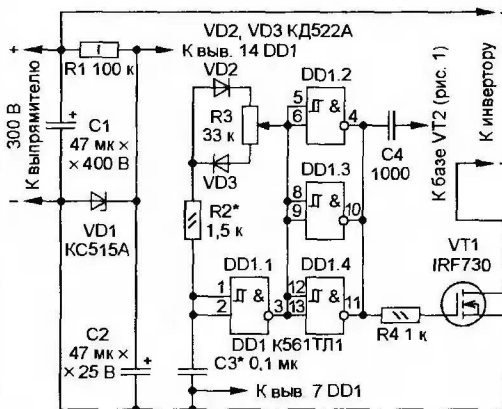 VD2, VD3 КД522А
+
R1 100 к
К выв. 14 DD1
VD2
R3
33 к
VD3
DD1.2
5
6
&
4
C4
1000
К базе VT2 (рис. 1)
К инвертору
300 В
К выпрямителю
+
C1
47 мк ×
× 400 В
–
VD1
КС515А
R2*
1,5 к
DD1.3
8
9
&
10
VT1
IRF730
DD1.1
1
2
&
3
DD1.4
12
13
&
11
DD1 К561ТЛ1
R4 1 к
C2
47 мк ×
× 25 В
+
C3* 0,1 мк
К выв. 7 DD1